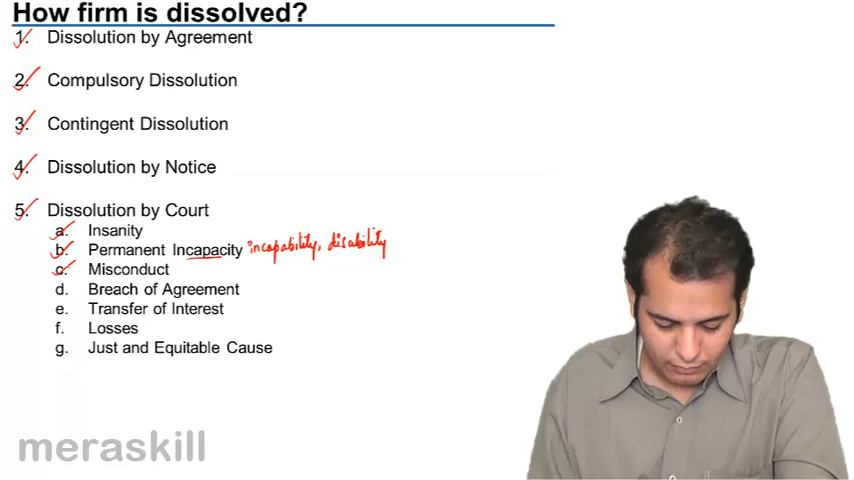 How firm is dissolved?
1. Dissolution by Agreement
2. Compulsory Dissolution
3. Contingent Dissolution
4. Dissolution by Notice
5. Dissolution by Court
a. Insanity
b. Permanent Incapacity incapability, disability
c. Misconduct
d. Breach of Agreement
e. Transfer of Interest
f. Losses
g. Just and Equitable Cause
meraskill